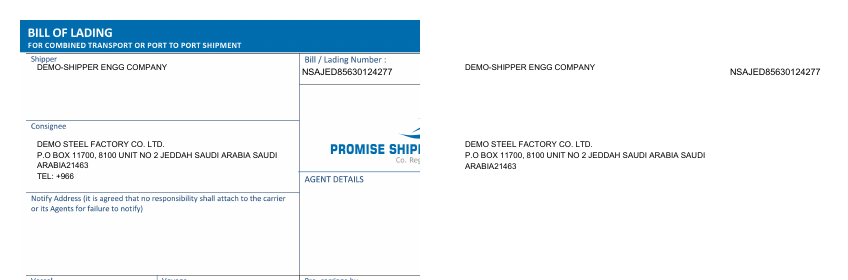 BILL OF LADING
FOR COMBINED TRANSPORT OR PORT TO PORT SHIPMENT
Shipper
DEMO-SHIPPER ENGG COMPANY
Bill / Lading Number :
NSAJED85630124277
Consignee
DEMO STEEL FACTORY CO. LTD.
P.O BOX 11700, 8100 UNIT NO 2 JEDDAH SAUDI ARABIA SAUDI
ARABIA21463
TEL: +966
PROMISE SHIP
Co. Reg
AGENT DETAILS
Notify Address (it is agreed that no responsibility shall attach to the carrier
or its Agents for failure to notify)
DEMO-SHIPPER ENGG COMPANY
NSAJED85630124277
DEMO STEEL FACTORY CO. LTD.
P.O BOX 11700, 8100 UNIT NO 2 JEDDAH SAUDI ARABIA SAUDI
ARABIA21463